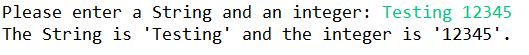 Please enter a String and an integer: Testing 12345
The String is 'Testing' and the integer is '12345'.